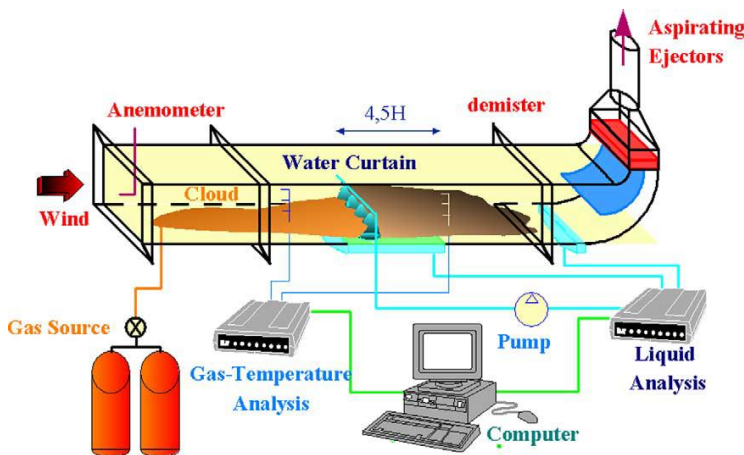 Aspirating
Ejectors
Anemometer
4,5H
demister
Water Curtain
Cloud
Wind
Gas Source
Pump
Gas-Temperature
Analysis
Liquid
Analysis
Computer